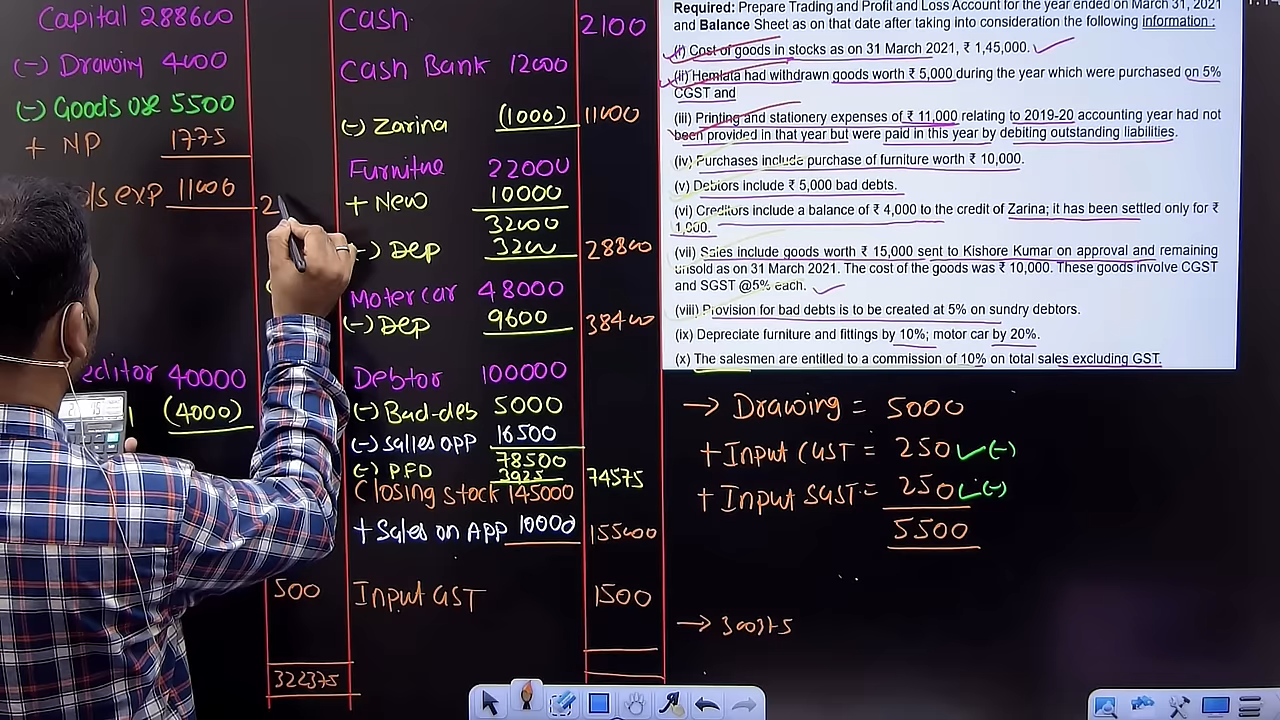 Capital 288600
(-) Drawing 4000
(-) Goods use 5500
+ NP 1775
exp 11000
2
creditor 40000
(4000)
500
322375
Cash 2100
Cash Bank 12000
(-) Zarina (1000) 11000
Furnitue 22000
+ New 10000
32000
(-) Dep 3200 28800
Moter car 48000
(-) Dep 9600 38400
Debtor 100000
(-) Bad-deb 5000
(-) Salles app 16500
78500
(-) PFD 3925 74575
Closing stock 145000
+ Sales on App 10000 155000
Input GST 1500
Required: Prepare Trading and Profit and Loss Account for the year ended on March 31, 2021
and Balance Sheet as on that date after taking into consideration the following information :
(i) Cost of goods in stocks as on 31 March 2021, ₹ 1,45,000.
(ii) Hemlata had withdrawn goods worth ₹ 5,000 during the year which were purchased on 5%
CGST and
(iii) Printing and stationery expenses of ₹ 11,000 relating to 2019-20 accounting year had not
been provided in that year but were paid in this year by debiting outstanding liabilities.
(iv) Purchases include purchase of furniture worth ₹ 10,000.
(v) Debtors include ₹ 5,000 bad debts.
(vi) Creditors include a balance of ₹ 4,000 to the credit of Zarina; it has been settled only for ₹
1,000.
(vii) Sales include goods worth ₹ 15,000 sent to Kishore Kumar on approval and remaining
unsold as on 31 March 2021. The cost of the goods was ₹ 10,000. These goods involve CGST
and SGST @5% each.
(viii) Provision for bad debts is to be created at 5% on sundry debtors.
(ix) Depreciate furniture and fittings by 10%; motor car by 20%.
(x) The salesmen are entitled to a commission of 10% on total sales excluding GST.
→ Drawing = 5000
+ Input CGST = 250 ✓(-)
+ Input SGST = 250 ✓(-)
5500
→ 300375